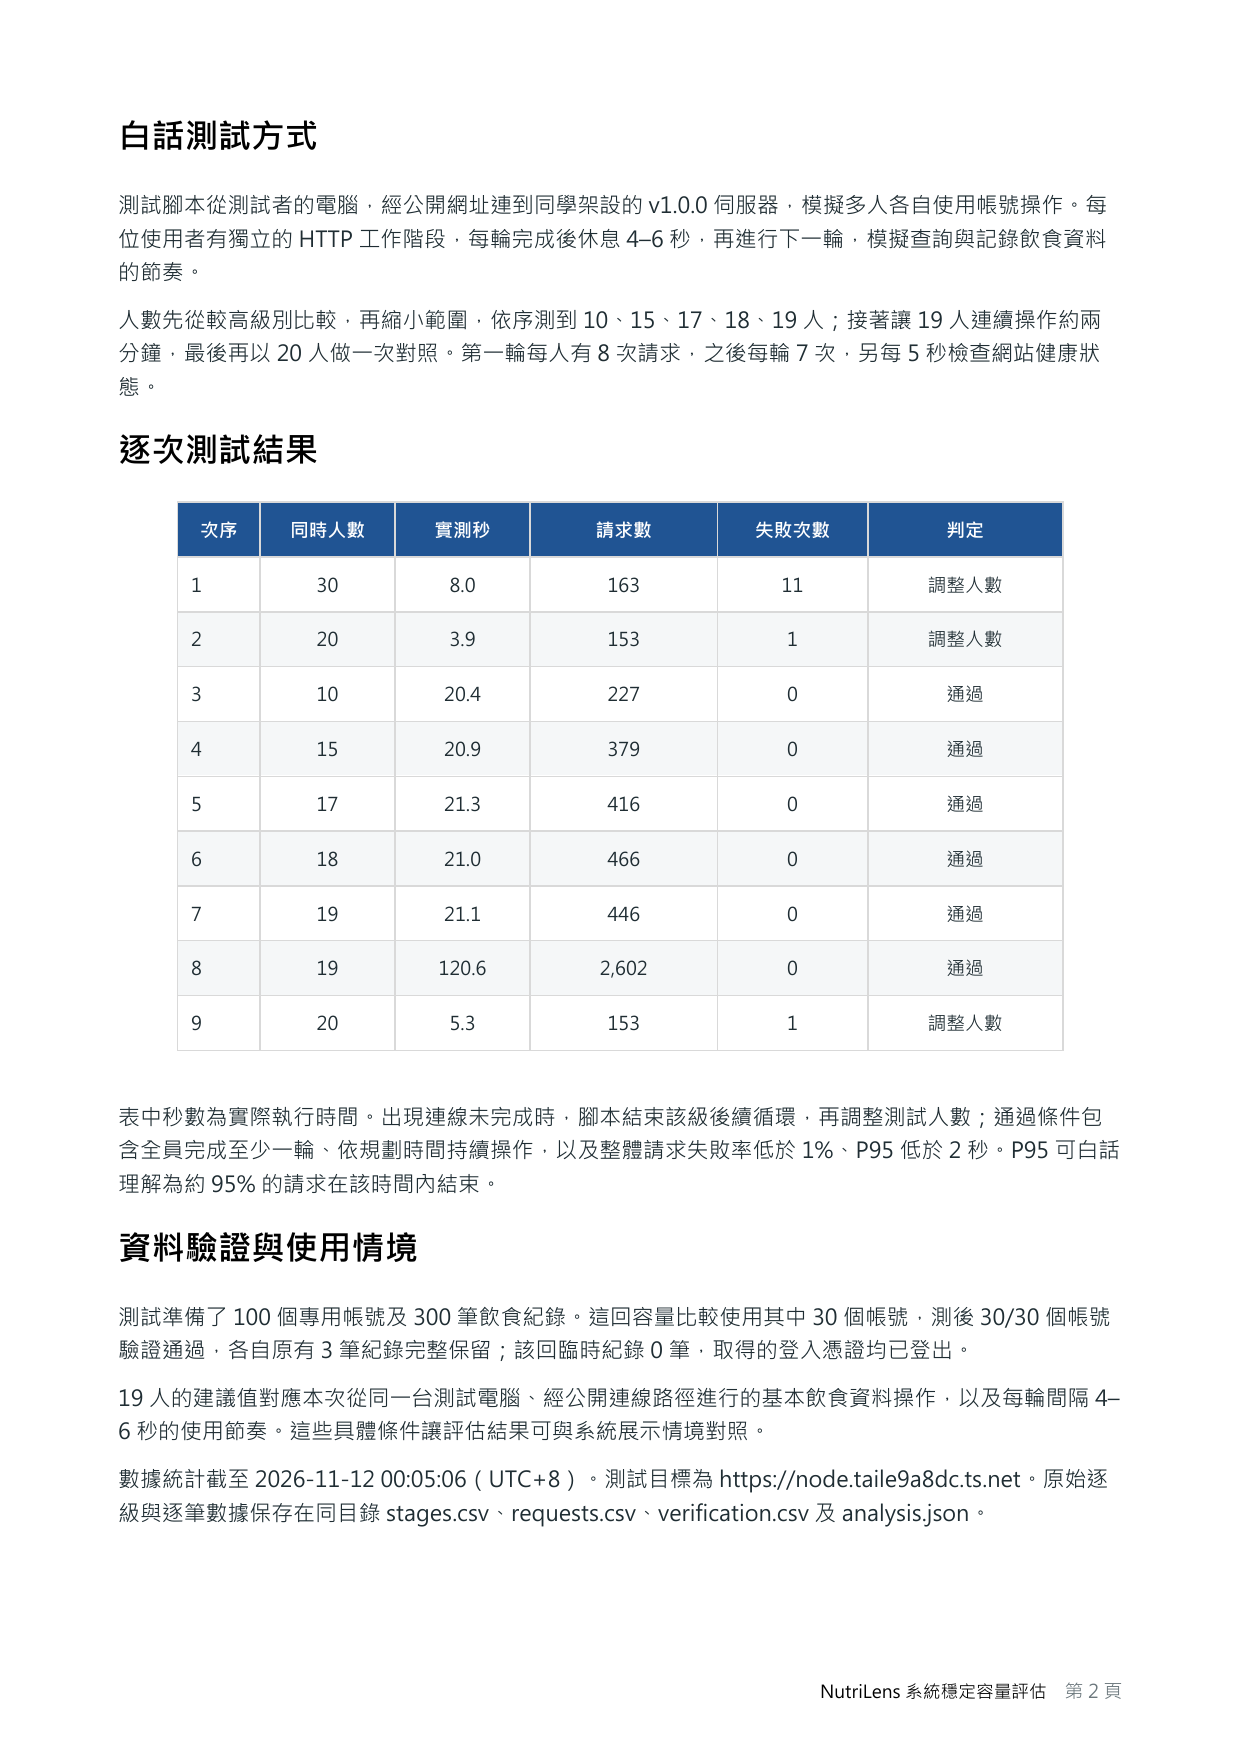 白話測試方式
測試腳本從測試者的電腦，經公開網址連到同學架設的 v1.0.0 伺服器，模擬多人各自使用帳號操作。每
位使用者有獨立的 HTTP 工作階段，每輪完成後休息 4–6 秒，再進行下一輪，模擬查詢與記錄飲食資料
的節奏。
人數先從較高級別比較，再縮小範圍，依序測到 10、15、17、18、19 人；接著讓 19 人連續操作約兩
分鐘，最後再以 20 人做一次對照。第一輪每人有 8 次請求，之後每輪 7 次，另每 5 秒檢查網站健康狀
態。
逐次測試結果
次序 同時人數 實測秒 請求數 失敗次數 判定
1 30 8.0 163 11 調整人數
2 20 3.9 153 1 調整人數
3 10 20.4 227 0 通過
4 15 20.9 379 0 通過
5 17 21.3 416 0 通過
6 18 21.0 466 0 通過
7 19 21.1 446 0 通過
8 19 120.6 2,602 0 通過
9 20 5.3 153 1 調整人數
表中秒數為實際執行時間。出現連線未完成時，腳本結束該級後續循環，再調整測試人數；通過條件包
含全員完成至少一輪、依規劃時間持續操作，以及整體請求失敗率低於 1%、P95 低於 2 秒。P95 可白話
理解為約 95% 的請求在該時間內結束。
資料驗證與使用情境
測試準備了 100 個專用帳號及 300 筆飲食紀錄。這回容量比較使用其中 30 個帳號，測後 30/30 個帳號
驗證通過，各自原有 3 筆紀錄完整保留；該回臨時紀錄 0 筆，取得的登入憑證均已登出。
19 人的建議值對應本次從同一台測試電腦、經公開連線路徑進行的基本飲食資料操作，以及每輪間隔 4–
6 秒的使用節奏。這些具體條件讓評估結果可與系統展示情境對照。
數據統計截至 2026-11-12 00:05:06（UTC+8）。測試目標為 https://node.taile9a8dc.ts.net。原始逐
級與逐筆數據保存在同目錄 stages.csv、requests.csv、verification.csv 及 analysis.json。
NutriLens 系統穩定容量評估 第 2 頁